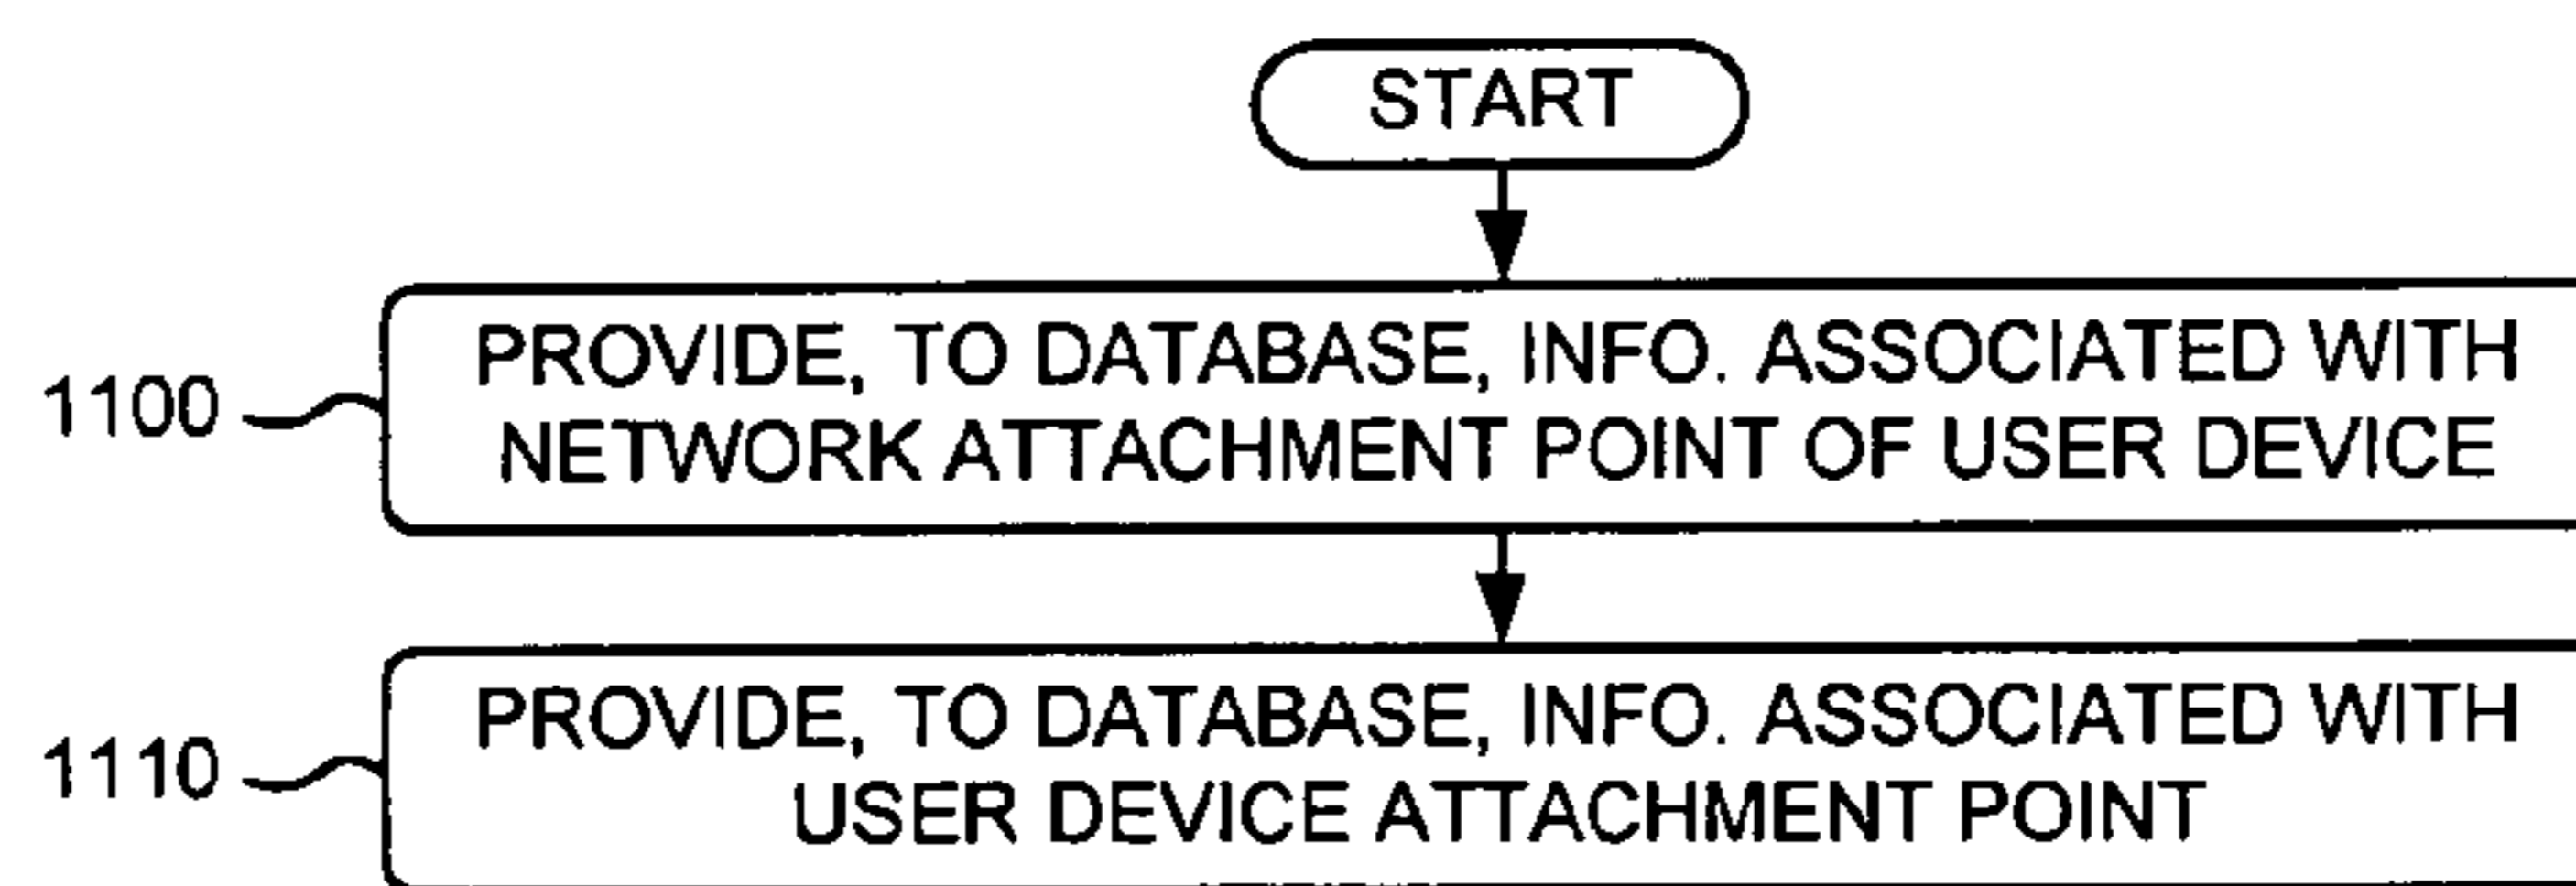 START
1100
PROVIDE, TO DATABASE, INFO. ASSOCIATED WITH
NETWORK ATTACHMENT POINT OF USER DEVICE
1110
PROVIDE, TO DATABASE, INFO. ASSOCIATED WITH
USER DEVICE ATTACHMENT POINT